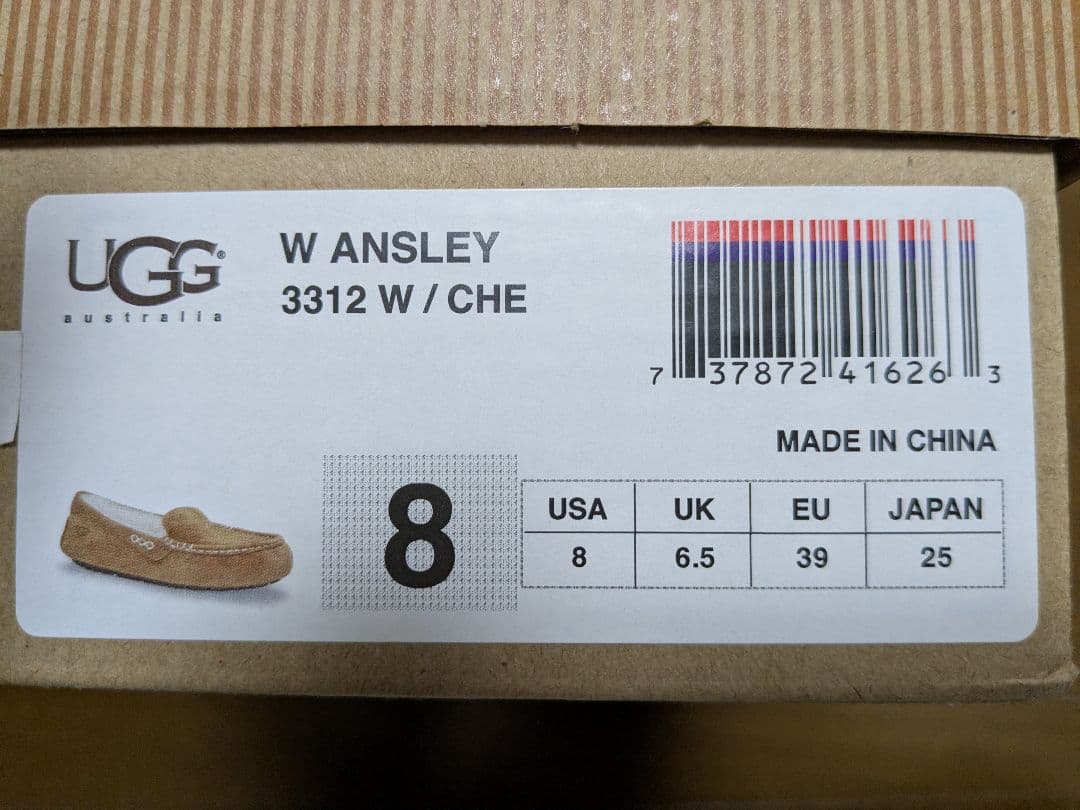 UGG®
australia
W ANSLEY
3312 W / CHE
7 37872 41626 3
MADE IN CHINA
8
USA UK EU JAPAN
8 6.5 39 25